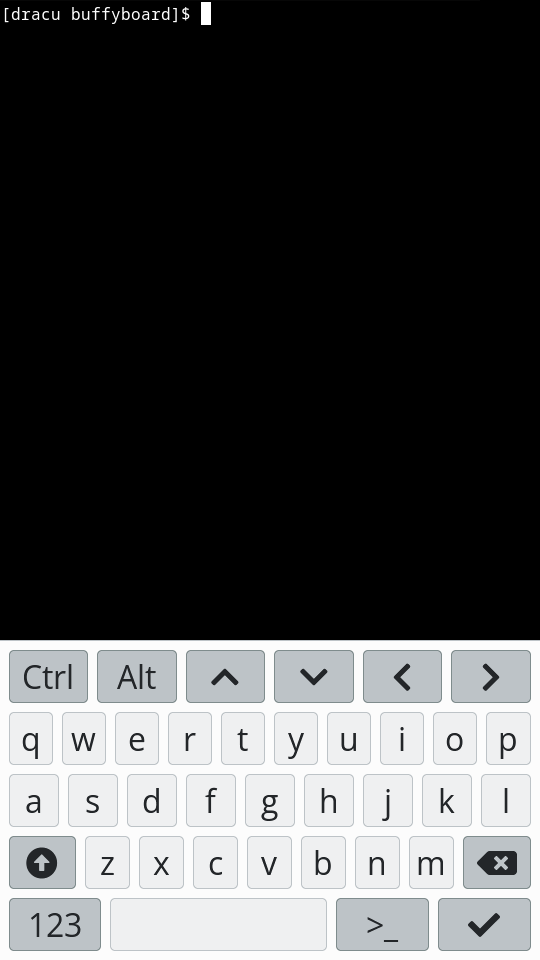 [dracu buffyboard]$
Ctrl Alt
q w e r t y u i o p
a s d f g h j k l
z x c v b n m
123 >_